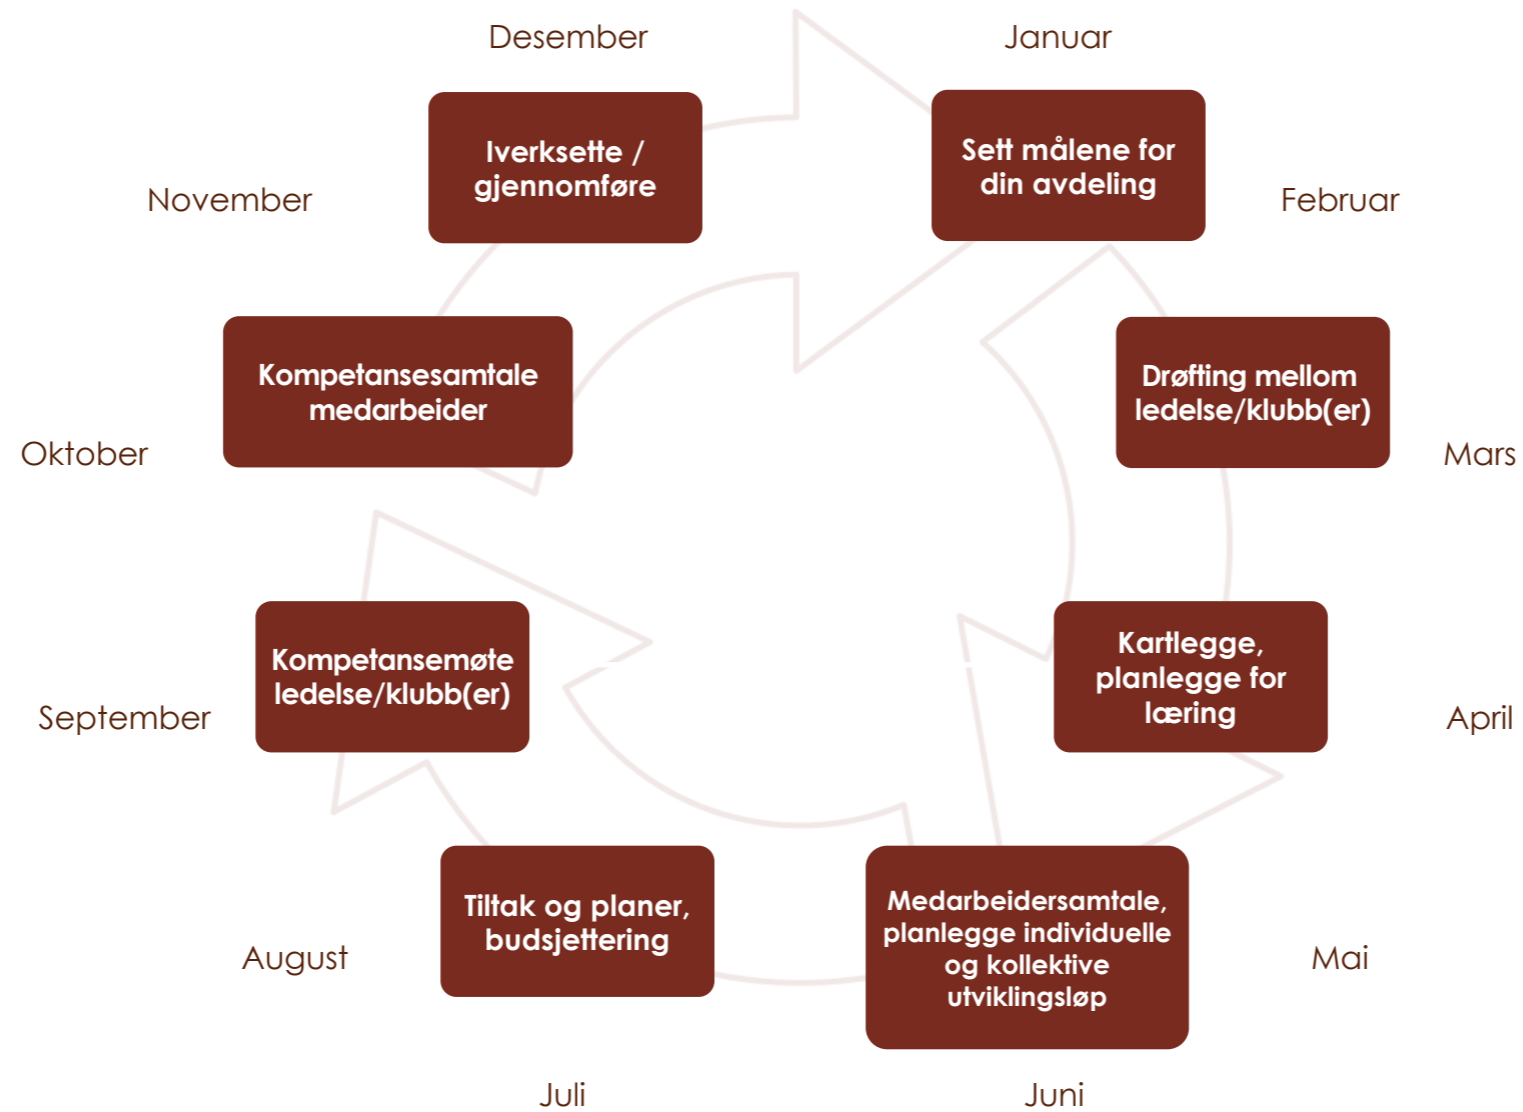 Desember
Januar
Iverksette /
gjennomføre
Sett målene for
din avdeling
November
Februar
Kompetansesamtale
medarbeider
Drøfting mellom
ledelse/klubb(er)
Oktober
Mars
Kompetansemøte
ledelse/klubb(er)
Kartlegge,
planlegge for
læring
September
April
Tiltak og planer,
budsjettering
Medarbeidersamtale,
planlegge individuelle
og kollektive
utviklingsløp
August
Mai
Juli
Juni